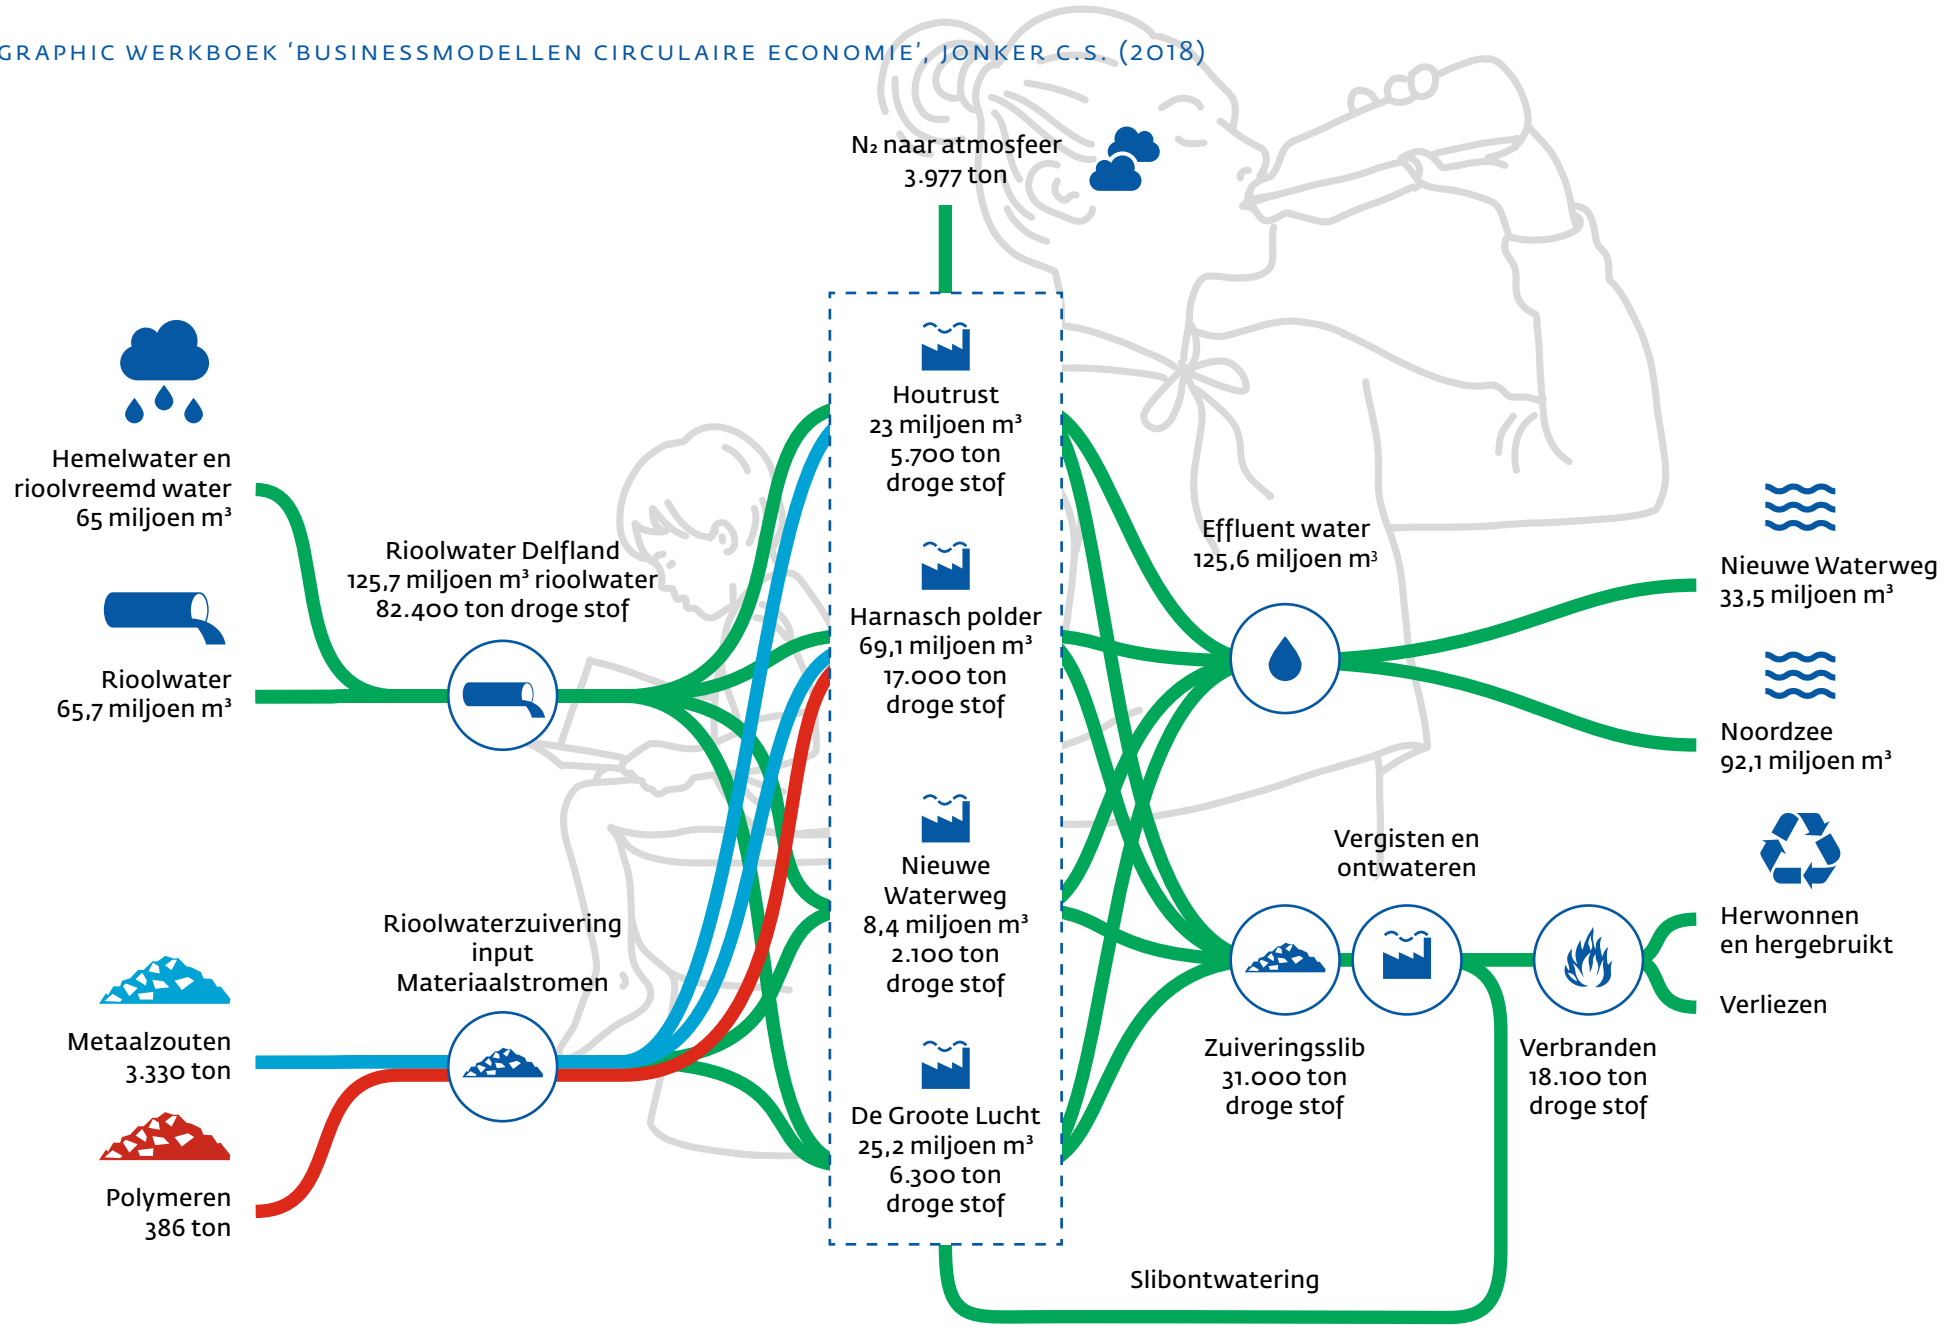 GRAPHIC WERKBOEK ‘BUSINESSMODELLEN CIRCULAIRE ECONOMIE’, JONKER C.S. (2018)
N₂ naar atmosfeer
3.977 ton
Hemelwater en
rioolvreemd water
65 miljoen m³
Rioolwater
65,7 miljoen m³
Rioolwater Delfland
125,7 miljoen m³ rioolwater
82.400 ton droge stof
Metaalzouten
3.330 ton
Polymeren
386 ton
Rioolwaterzuivering
input
Materiaalstromen
Houtrust
23 miljoen m³
5.700 ton
droge stof
Harnasch polder
69,1 miljoen m³
17.000 ton
droge stof
Nieuwe
Waterweg
8,4 miljoen m³
2.100 ton
droge stof
De Groote Lucht
25,2 miljoen m³
6.300 ton
droge stof
Effluent water
125,6 miljoen m³
Nieuwe Waterweg
33,5 miljoen m³
Noordzee
92,1 miljoen m³
Vergisten en
ontwateren
Zuiveringsslib
31.000 ton
droge stof
Verbranden
18.100 ton
droge stof
Herwonnen
en hergebruikt
Verliezen
Slibontwatering